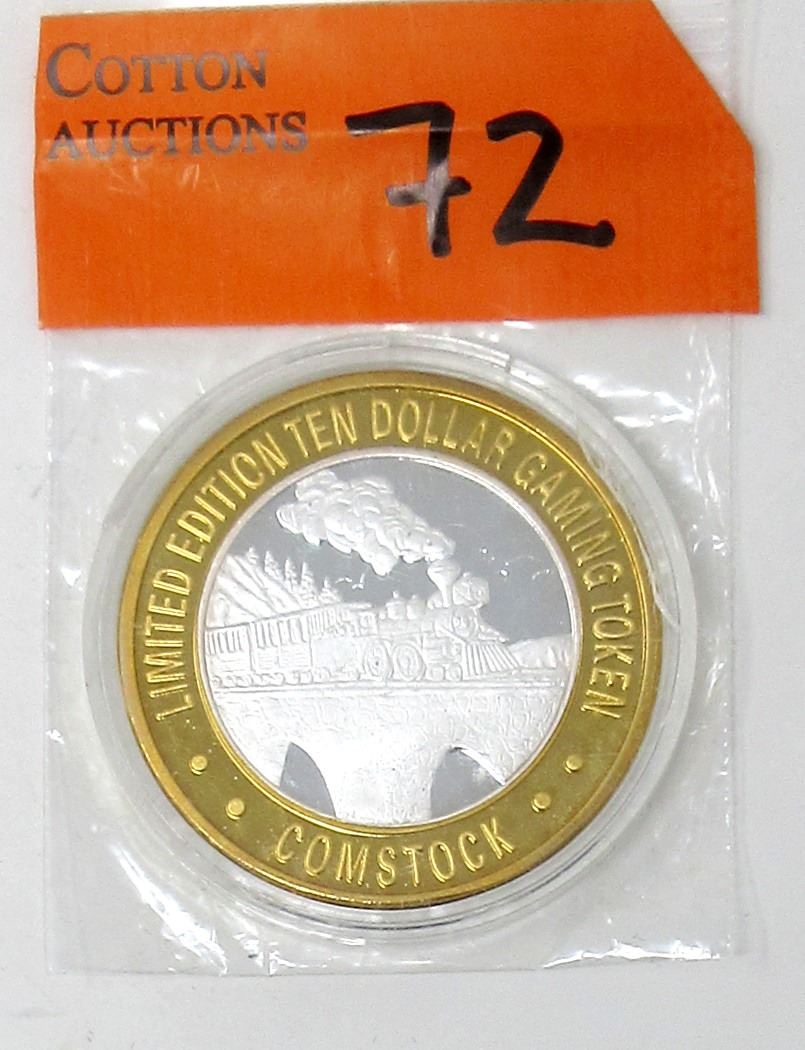 COTTON
AUCTIONS
72
LIMITED EDITION TEN DOLLAR GAMING TOKEN
COMSTOCK